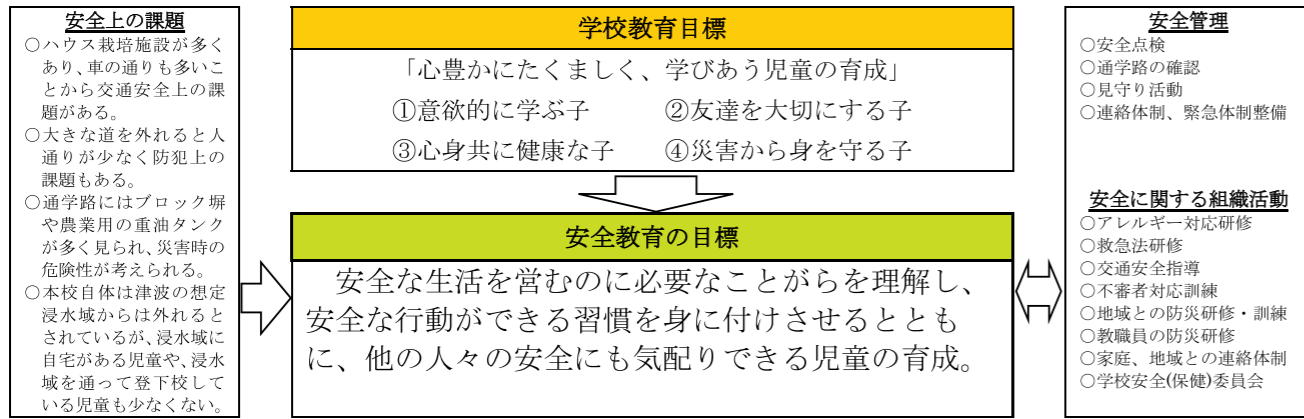 安全上の課題
○ハウス栽培施設が多く
あり、車の通りも多いこ
とから交通安全上の課
題がある。
○大きな道を外れると人
通りが少なく防犯上の
課題もある。
○通学路にはブロック塀
や農業用の重油タンク
が多く見られ、災害時の
危険性が考えられる。
○本校自体は津波の想定
浸水域からは外れると
されているが、浸水域に
自宅がある児童や、浸水
域を通って登下校して
いる児童も少なくない。
学校教育目標
「心豊かにたくましく、学びあう児童の育成」
①意欲的に学ぶ子 ②友達を大切にする子
③心身共に健康な子 ④災害から身を守る子
安全教育の目標
安全な生活を営むのに必要なことがらを理解し、
安全な行動ができる習慣を身に付けさせるととも
に、他の人々の安全にも気配りできる児童の育成。
安全管理
○安全点検
○通学路の確認
○見守り活動
○連絡体制、緊急体制整備
安全に関する組織活動
○アレルギー対応研修
○救急法研修
○交通安全指導
○不審者対応訓練
○地域との防災研修・訓練
○教職員の防災研修
○家庭、地域との連絡体制
○学校安全(保健)委員会